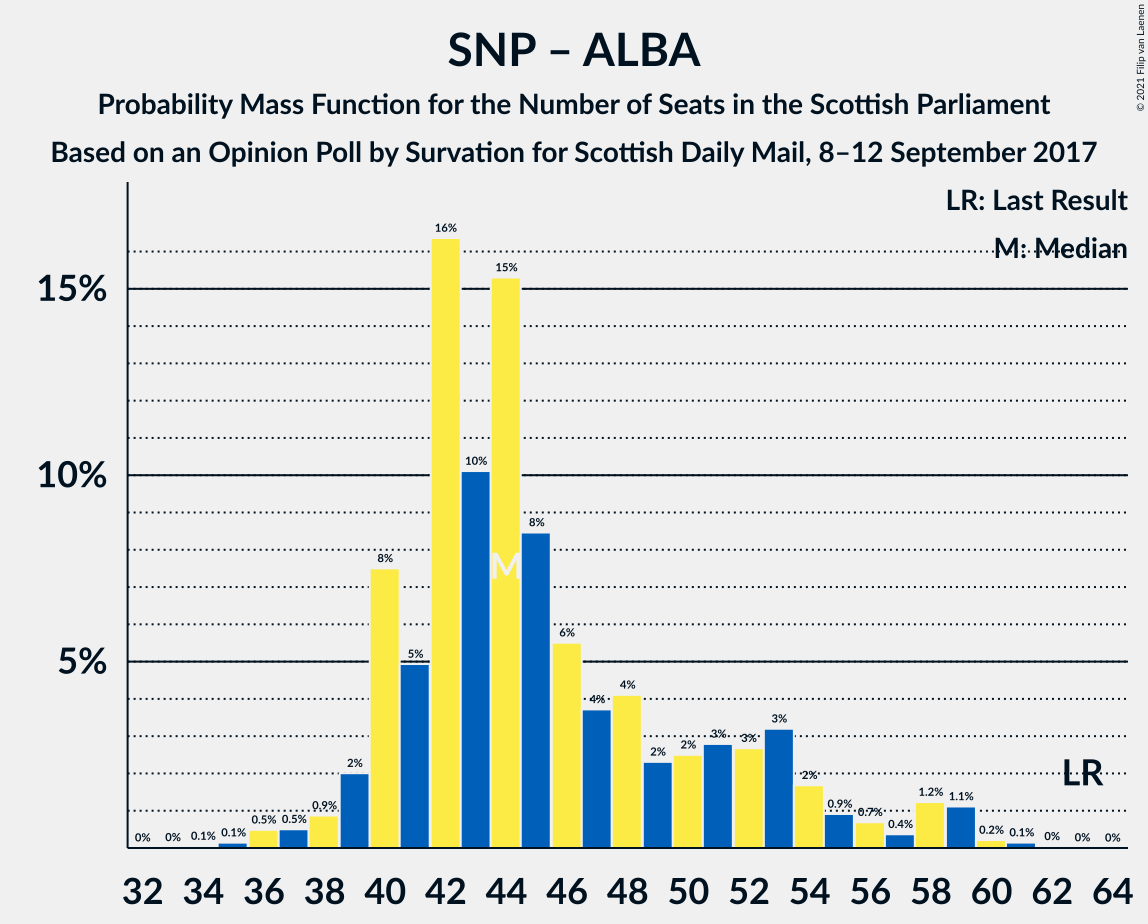 SNP – ALBA
Probability Mass Function for the Number of Seats in the Scottish Parliament
Based on an Opinion Poll by Survation for Scottish Daily Mail, 8–12 September 2017
© 2021 Filip van Laenen
LR: Last Result
M: Median
15%
10%
5%
0% 0% 0.1% 0.1% 0.5% 0.5% 0.9% 2% 8% 5% 16% 10% 15% 8% 6% 4% 4% 2% 2% 3% 3% 3% 2% 0.9% 0.7% 0.4% 1.2% 1.1% 0.2% 0.1% 0% 0% 0%
M
LR
32 34 36 38 40 42 44 46 48 50 52 54 56 58 60 62 64